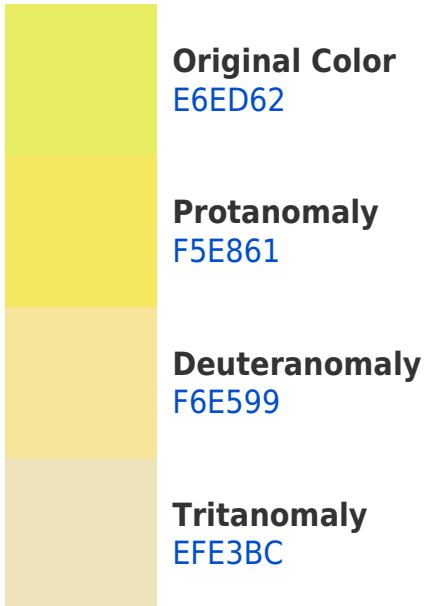 Original Color
E6ED62
Protanomaly
F5E861
Deuteranomaly
F6E599
Tritanomaly
EFE3BC